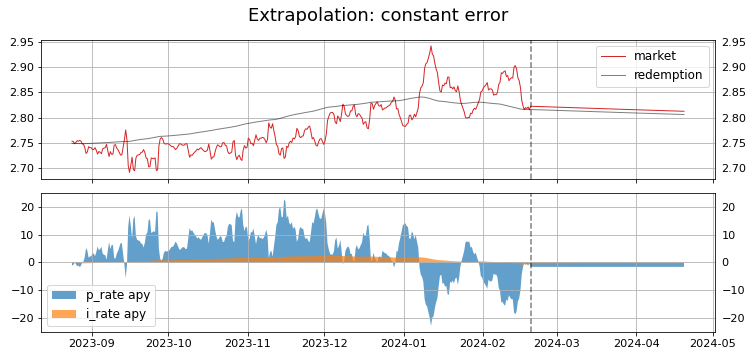 Extrapolation: constant error
2.95 2.95
2.90 2.90
2.85 2.85
2.80 2.80
2.75 2.75
2.70 2.70
market
redemption
20 20
10 10
0 0
−10 −10
−20 −20
p_rate apy
i_rate apy
2023-09 2023-10 2023-11 2023-12 2024-01 2024-02 2024-03 2024-04 2024-05